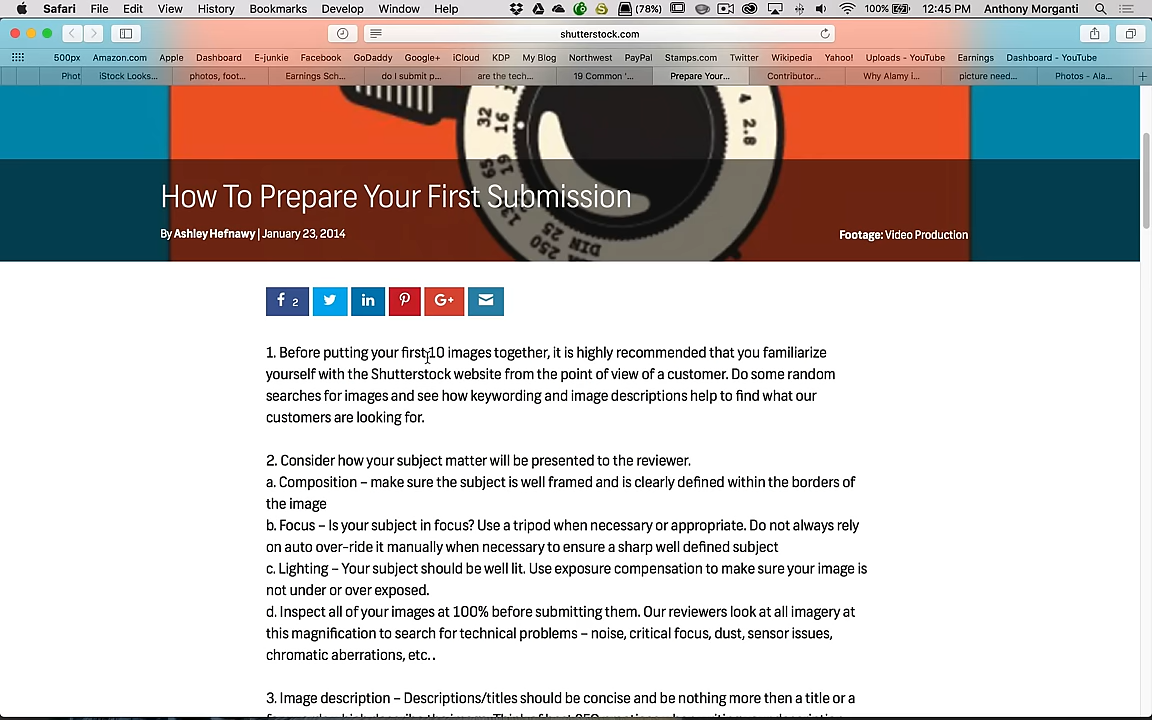 Safari File Edit View History Bookmarks Develop Window Help (78%) 100% 12:45 PM Anthony Morganti
shutterstock.com
500px Amazon.com Apple Dashboard E-junkie Facebook GoDaddy Google+ iCloud KDP My Blog Northwest PayPal Stamps.com Twitter Wikipedia Yahoo! Uploads - YouTube Earnings Dashboard - YouTube
Phot iStock Looks... photos, foot... Earnings Sch... do I submit p... are the tech... 19 Common '... Prepare Your... Contributor... Why Alamy i... picture need... Photos - Ala...
32 16 4 2.8
65
250 25 DIN
How To Prepare Your First Submission
By Ashley Hefnawy | January 23, 2014
Footage: Video Production
f 2 in G+
1. Before putting your first 10 images together, it is highly recommended that you familiarize
yourself with the Shutterstock website from the point of view of a customer. Do some random
searches for images and see how keywording and image descriptions help to find what our
customers are looking for.
2. Consider how your subject matter will be presented to the reviewer.
a. Composition – make sure the subject is well framed and is clearly defined within the borders of
the image
b. Focus – Is your subject in focus? Use a tripod when necessary or appropriate. Do not always rely
on auto over-ride it manually when necessary to ensure a sharp well defined subject
c. Lighting – Your subject should be well lit. Use exposure compensation to make sure your image is
not under or over exposed.
d. Inspect all of your images at 100% before submitting them. Our reviewers look at all imagery at
this magnification to search for technical problems – noise, critical focus, dust, sensor issues,
chromatic aberrations, etc..
3. Image description – Descriptions/titles should be concise and be nothing more then a title or a